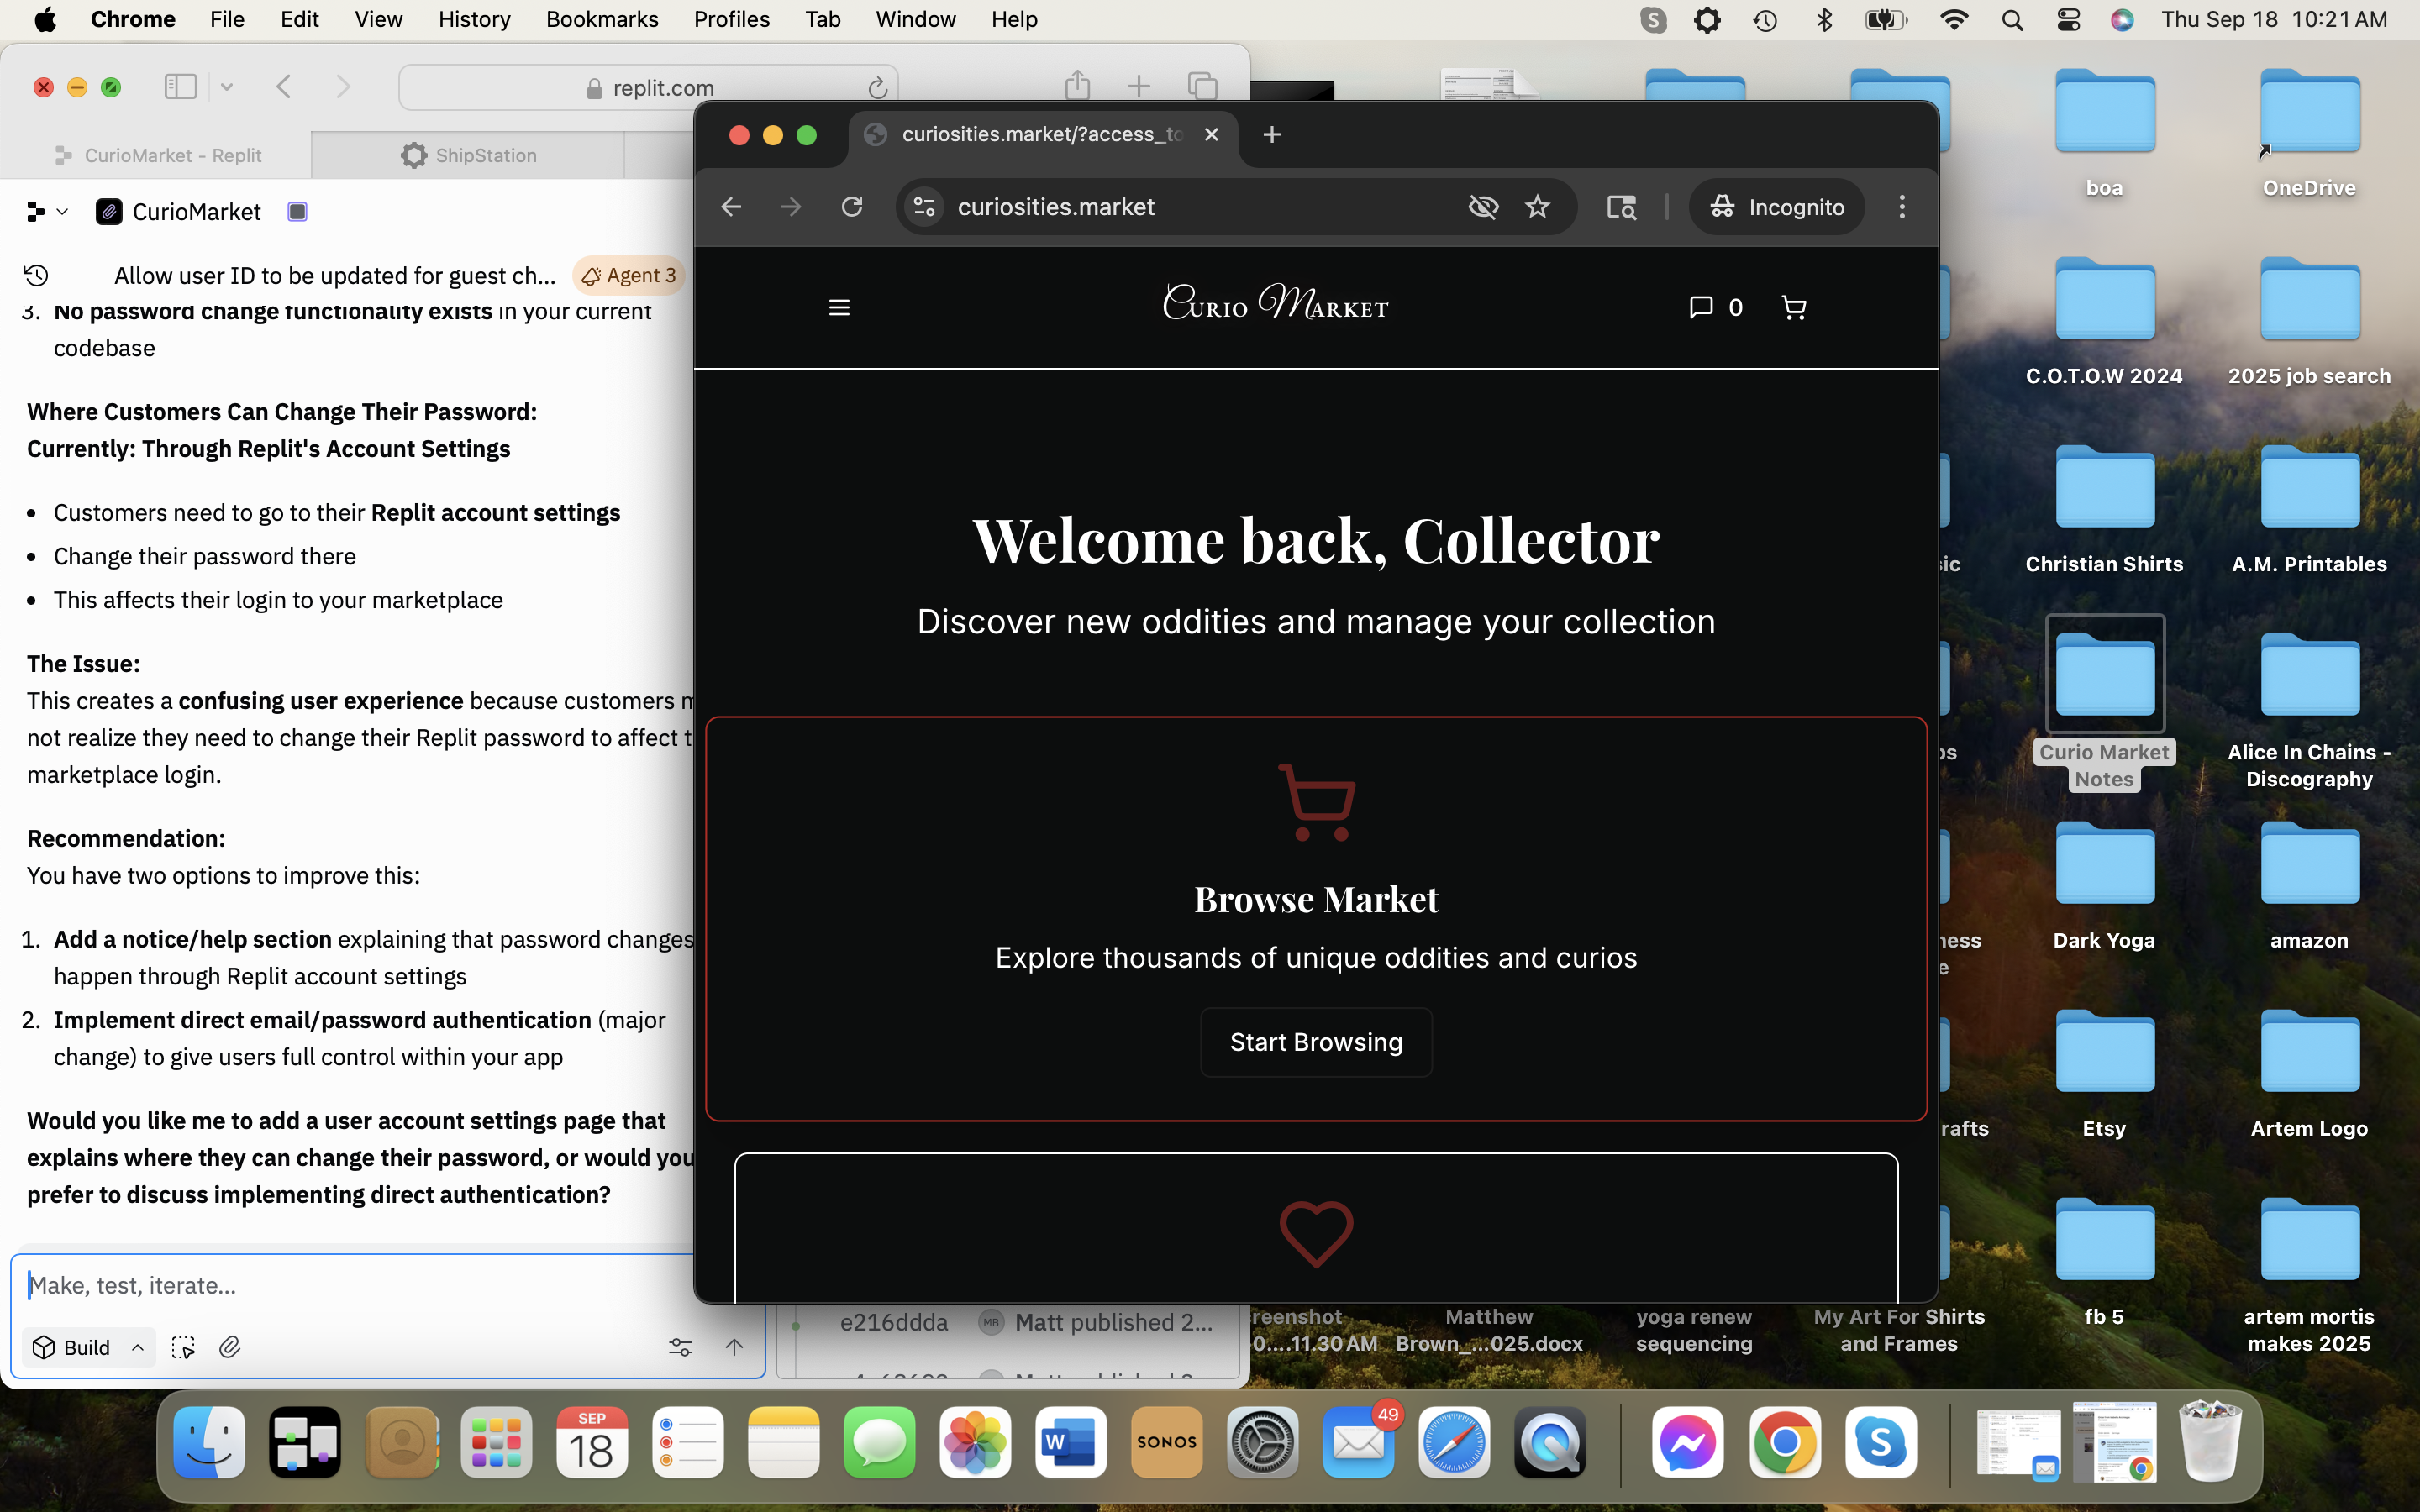 Chrome File Edit View History Bookmarks Profiles Tab Window Help
Thu Sep 18 10:21 AM
replit.com
CurioMarket - Replit
ShipStation
CurioMarket
Allow user ID to be updated for guest ch...
Agent 3
3. No password change functionality exists in your current
codebase
Where Customers Can Change Their Password:
Currently: Through Replit's Account Settings
• Customers need to go to their Replit account settings
• Change their password there
• This affects their login to your marketplace
The Issue:
This creates a confusing user experience because customers m
not realize they need to change their Replit password to affect t
marketplace login.
Recommendation:
You have two options to improve this:
1. Add a notice/help section explaining that password changes
happen through Replit account settings
2. Implement direct email/password authentication (major
change) to give users full control within your app
Would you like me to add a user account settings page that
explains where they can change their password, or would you
prefer to discuss implementing direct authentication?
Make, test, iterate...
Build
e216ddda
MB
Matt published 2...
curiosities.market/?access_to
curiosities.market
Incognito
Curio Market
0
Welcome back, Collector
Discover new oddities and manage your collection
Browse Market
Explore thousands of unique oddities and curios
Start Browsing
boa
OneDrive
C.O.T.O.W 2024
2025 job search
sic
Christian Shirts
A.M. Printables
Curio Market
Notes
Alice In Chains -
Discography
ness
e
Dark Yoga
amazon
rafts
Etsy
Artem Logo
reenshot
0....11.30 AM
Matthew
Brown_...025.docx
yoga renew
sequencing
My Art For Shirts
and Frames
fb 5
artem mortis
makes 2025
SEP
18
W
SONOS
49
S